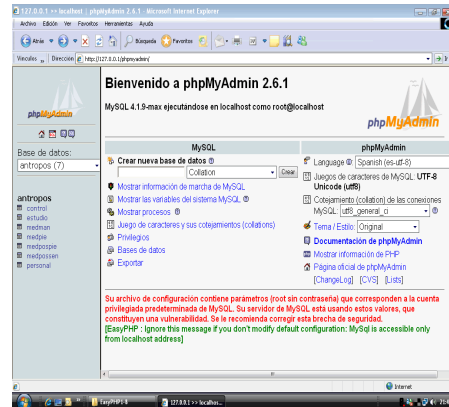 127.0.0.1 >> localhost | phpMyAdmin 2.6.1 - Microsoft Internet Explorer
Archivo Edición Ver Favoritos Herramientas Ayuda
Atrás Búsqueda Favoritos
Vínculos Dirección http://127.0.0.1/phpmyadmin/ Ir
phpMyAdmin
Base de datos:
antropos (7)
antropos
control
estudio
medman
medpie
medpospie
medpossen
personal
Bienvenido a phpMyAdmin 2.6.1
MySQL 4.1.9-max ejecutándose en localhost como root@localhost
phpMyAdmin
MySQL
Crear nueva base de datos
Collation Crear
Mostrar información de marcha de MySQL
Mostrar las variables del sistema MySQL
Mostrar procesos
Juego de caracteres y sus cotejamientos (collations)
Privilegios
Bases de datos
Exportar
phpMyAdmin
Language : Spanish (es-utf-8)
Juegos de caracteres de MySQL: UTF-8
Unicode (utf8)
Cotejamiento (collation) de las conexiones
MySQL: utf8_general_ci
Tema / Estilo: Original
Documentación de phpMyAdmin
Mostrar información de PHP
Página oficial de phpMyAdmin
[ChangeLog] [CVS] [Lists]
Su archivo de configuración contiene parámetros (root sin
contraseña) que corresponden a la cuenta
privilegiada predeterminada de MySQL. Su servidor de MySQL está usando estos valores, que
constituyen una vulnerabilidad. Se le recomienda corregir
esta brecha de seguridad.
[EasyPHP : Ignore this message if you don't modify default configuration: MySql is accessible only
from localhost address]
Internet
EasyPHP1-8
127.0.0.1 >> localhos...